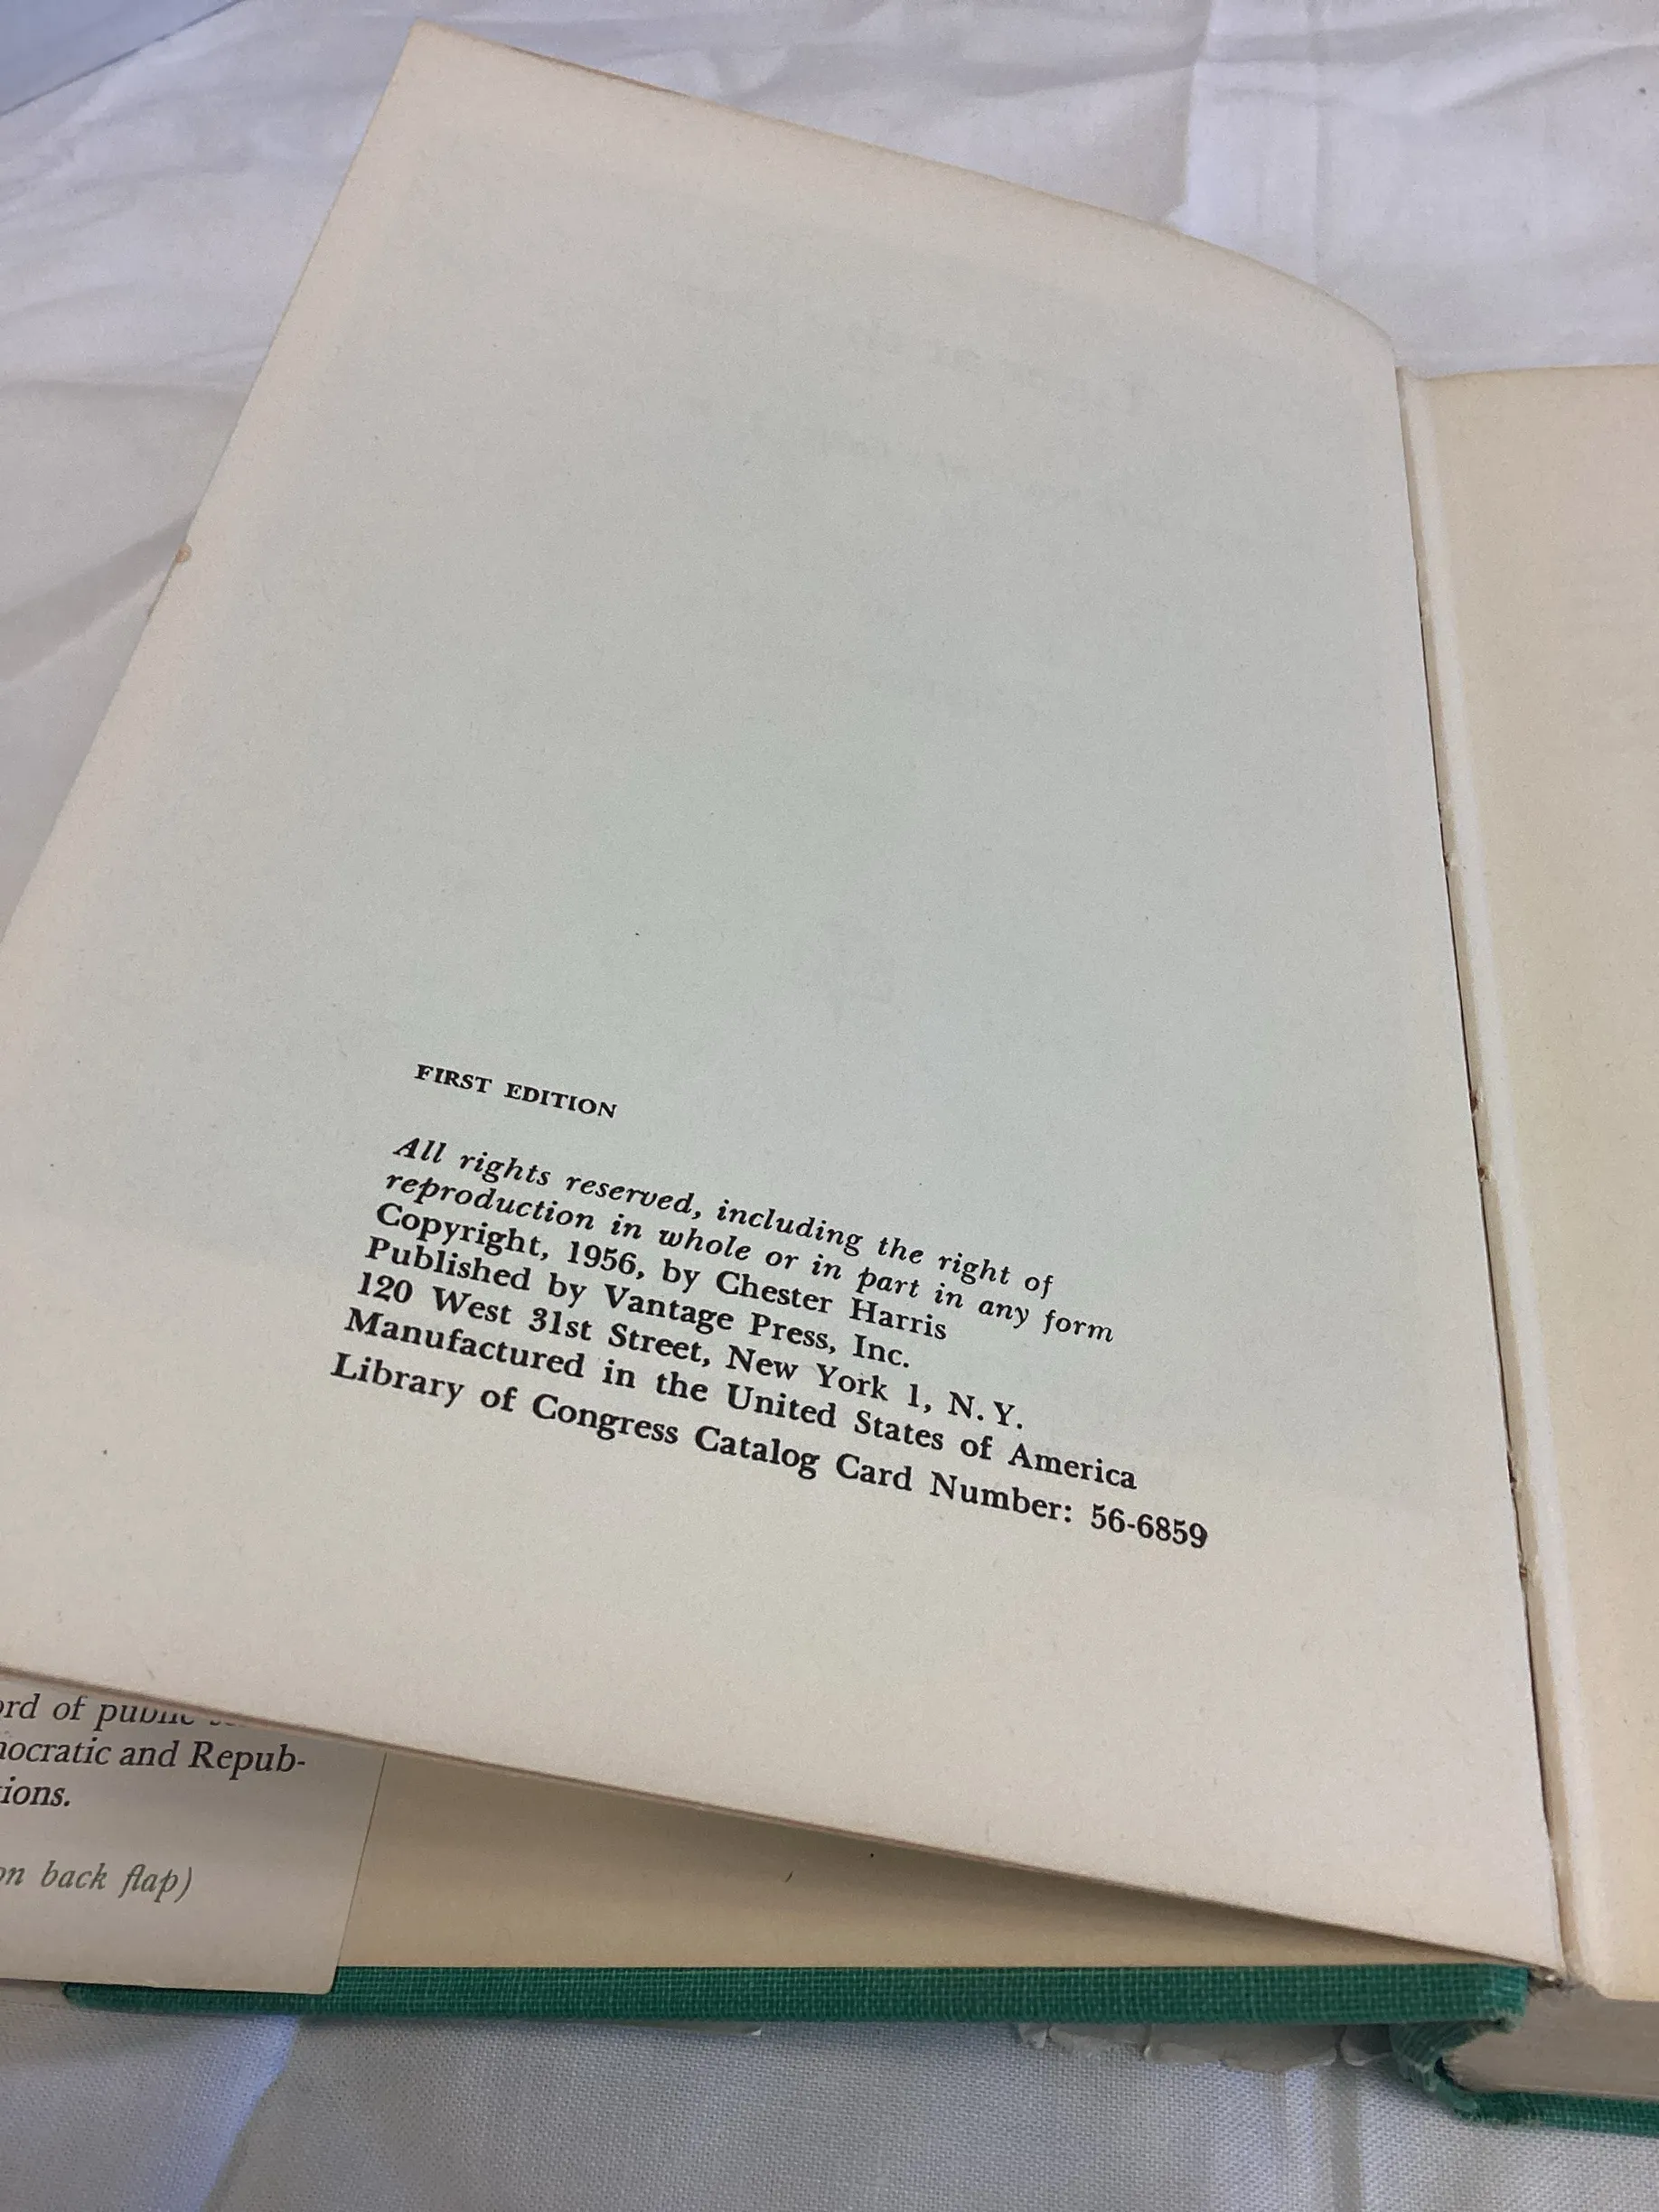 FIRST EDITION
All rights reserved, including the right of
reproduction in whole or in part in any form
Copyright, 1956, by Chester Harris
Published by Vantage Press, Inc.
120 West 31st Street, New York 1, N. Y.
Manufactured in the United States of America
Library of Congress Catalog Card Number: 56-6859
of public
and Repub-
back flap)